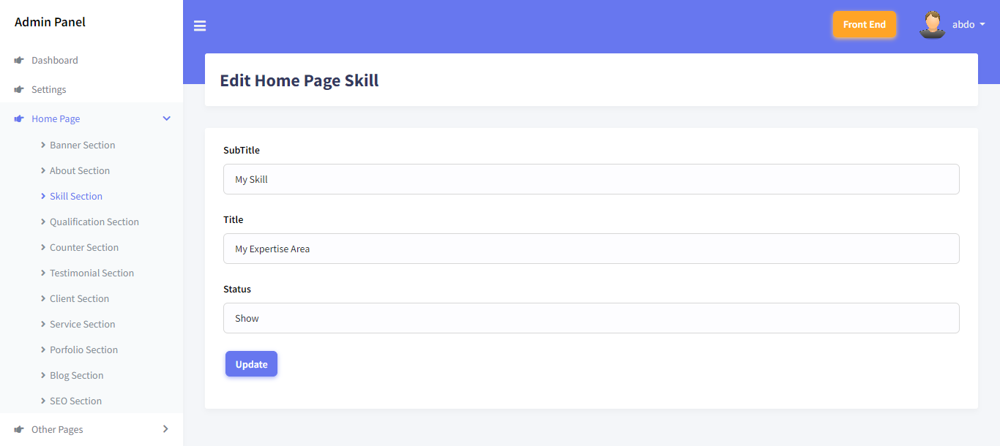 Admin Panel
Front End
abdo
Dashboard
Settings
Home Page
Banner Section
About Section
Skill Section
Qualification Section
Counter Section
Testimonial Section
Client Section
Service Section
Porfolio Section
Blog Section
SEO Section
Other Pages
Edit Home Page Skill
SubTitle
My Skill
Title
My Expertise Area
Status
Show
Update